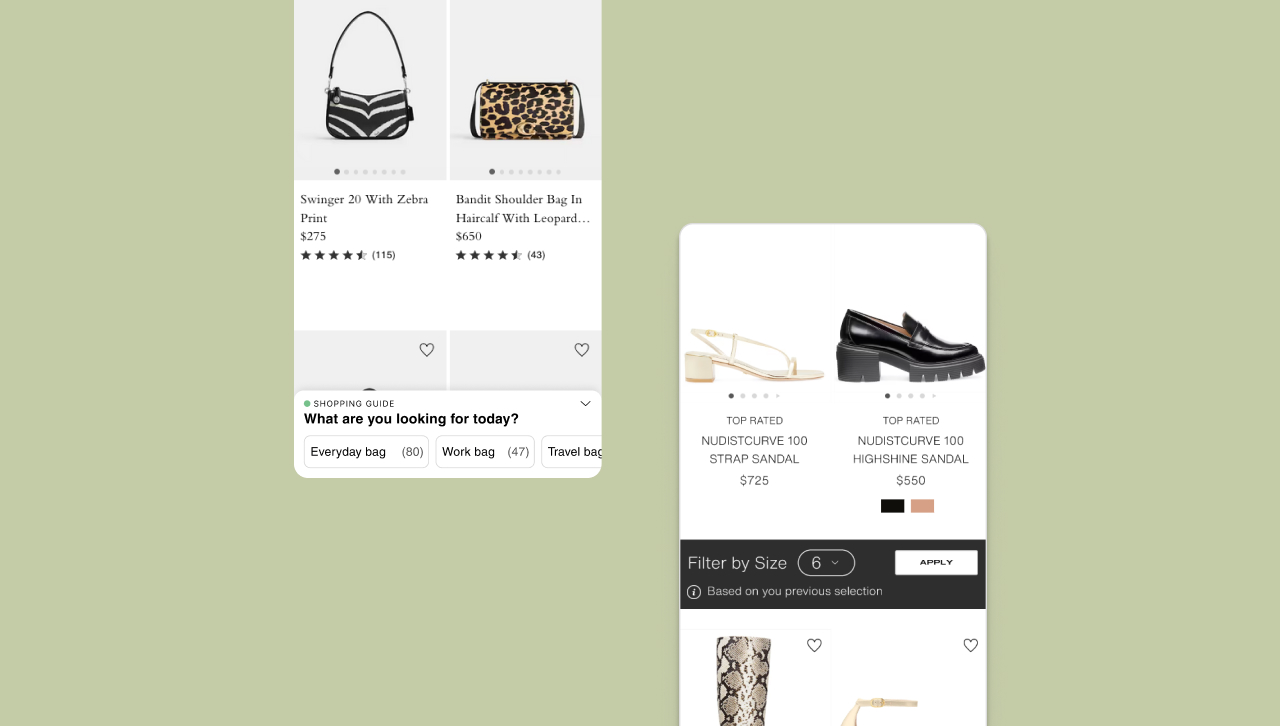 Swinger 20 With Zebra
Print
$275
(115)
Bandit Shoulder Bag In
Haircalf With Leopard...
$650
(43)
SHOPPING GUIDE
What are you looking for today?
Everyday bag (80)
Work bag (47)
Travel bag
TOP RATED
NUDISTCURVE 100
STRAP SANDAL
$725
TOP RATED
NUDISTCURVE 100
HIGHSHINE SANDAL
$550
Filter by Size 6 APPLY
i Based on you previous selection